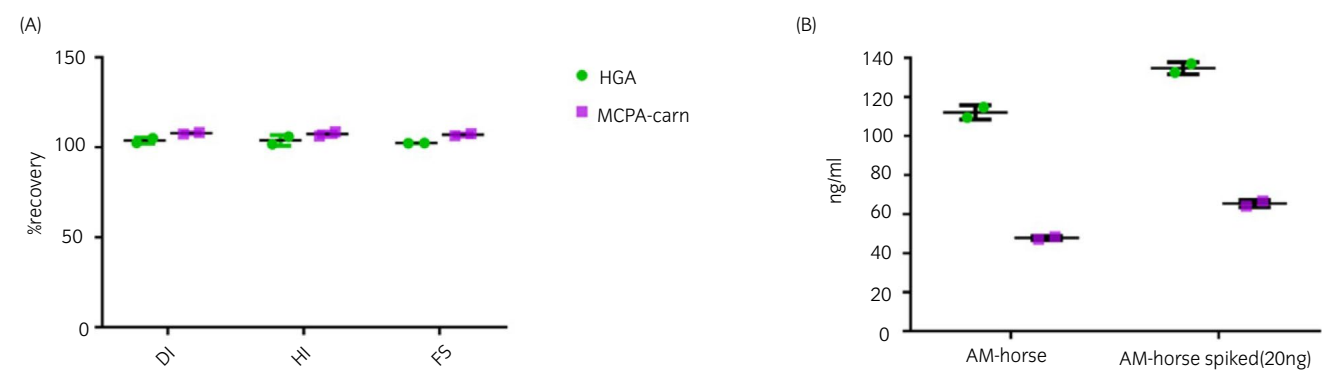 (A)
150
100
50
0
%recovery
DI
HI
FS
HGA
MCPA-carn
(B)
140
120
100
80
60
40
20
0
ng/ml
AM-horse
AM-horse spiked(20ng)